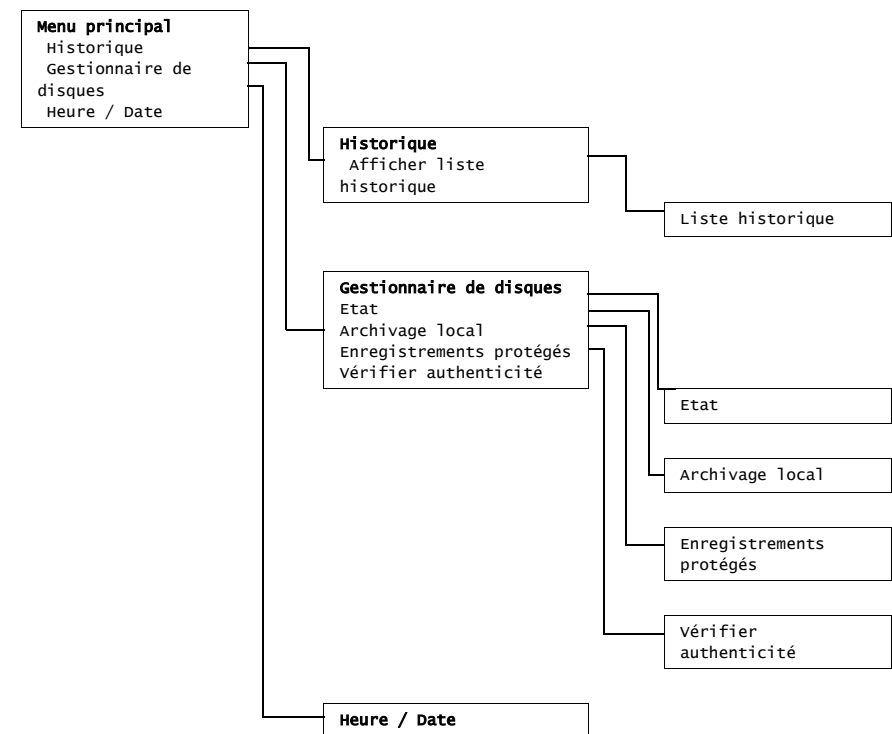 Menu principal
Historique
Gestionnaire de
disques
Heure / Date
Historique
Afficher liste
historique
Liste historique
Gestionnaire de disques
Etat
Archivage local
Enregistrements protégés
Vérifier authenticité
Etat
Archivage local
Enregistrements
protégés
Vérifier
authenticité
Heure / Date